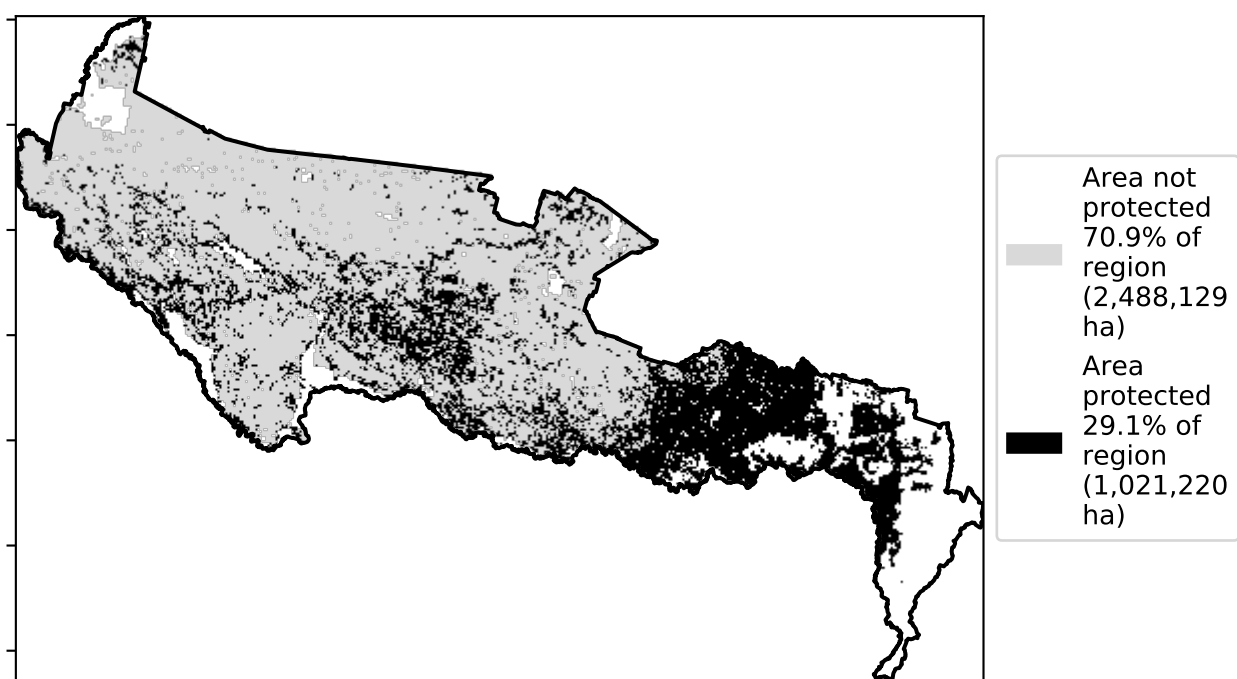 Area not
protected
70.9% of
region
(2,488,129
ha)
Area
protected
29.1% of
region
(1,021,220
ha)